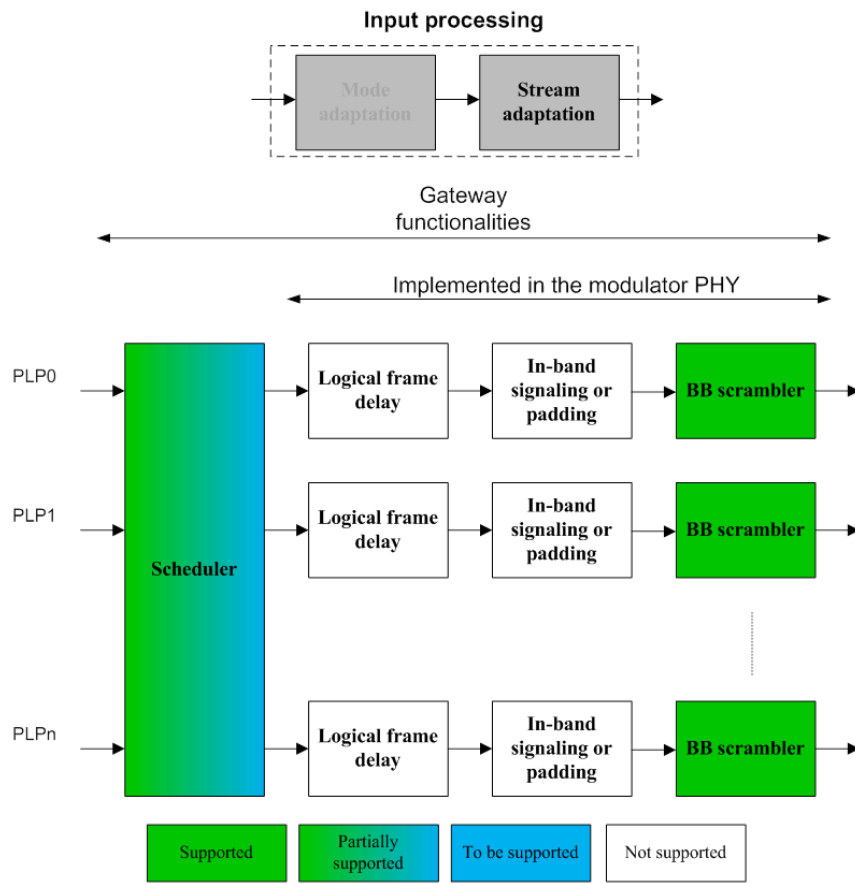 Input processing
Mode
adaptation
Stream
adaptation
Gateway
functionalities
Implemented in the modulator PHY
PLP0
Logical frame
delay
In-band
signaling or
padding
BB scrambler
PLP1
Logical frame
delay
In-band
signaling or
padding
BB scrambler
Scheduler
PLPn
Logical frame
delay
In-band
signaling or
padding
BB scrambler
Supported
Partially
supported
To be supported
Not supported